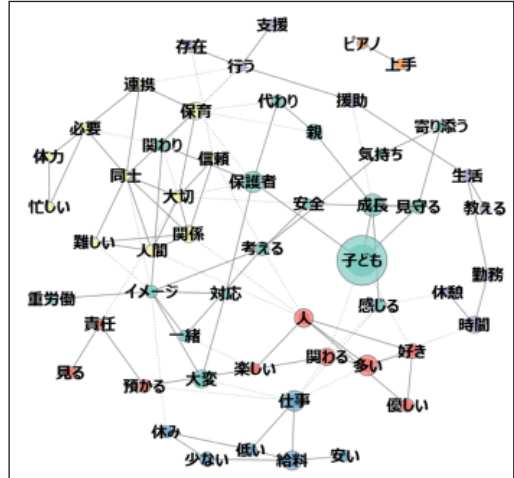 支援
存在
ピアノ
行う
上手
連携
代わり
援助
保育
必要
寄り添う
親
関わり
気持ち
体力
信頼
同士
保護者
生活
大切
忙しい
安全
成長
見守る
教える
関係
難しい
人間
考える
子ども
勤務
イメージ
対応
休憩
重労働
感じる
人
責任
時間
一緒
関わる
好き
楽しい
多い
見る
預かる
大変
仕事
優しい
休み
低い
少ない
給料
安い